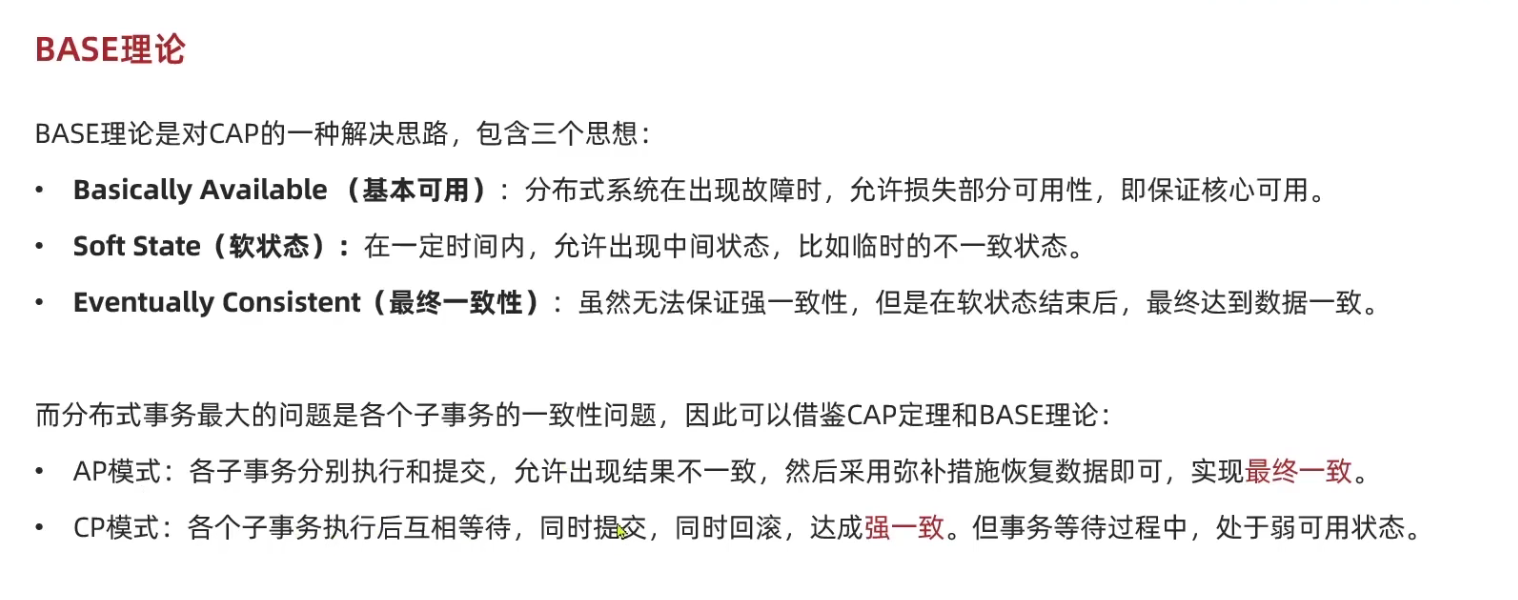 BASE理论
BASE理论是对CAP的一种解决思路，包含三个思想：
• Basically Available （基本可用）：分布式系统在出现故障时，允许损失部分可用性，即保证核心可用。
• Soft State（软状态）：在一定时间内，允许出现中间状态，比如临时的不一致状态。
• Eventually Consistent（最终一致性）：虽然无法保证强一致性，但是在软状态结束后，最终达到数据一致。
而分布式事务最大的问题是各个子事务的一致性问题，因此可以借鉴CAP定理和BASE理论：
• AP模式：各子事务分别执行和提交，允许出现结果不一致，然后采用弥补措施恢复数据即可，实现最终一致。
• CP模式：各个子事务执行后互相等待，同时提交，同时回滚，达成强一致。但事务等待过程中，处于弱可用状态。